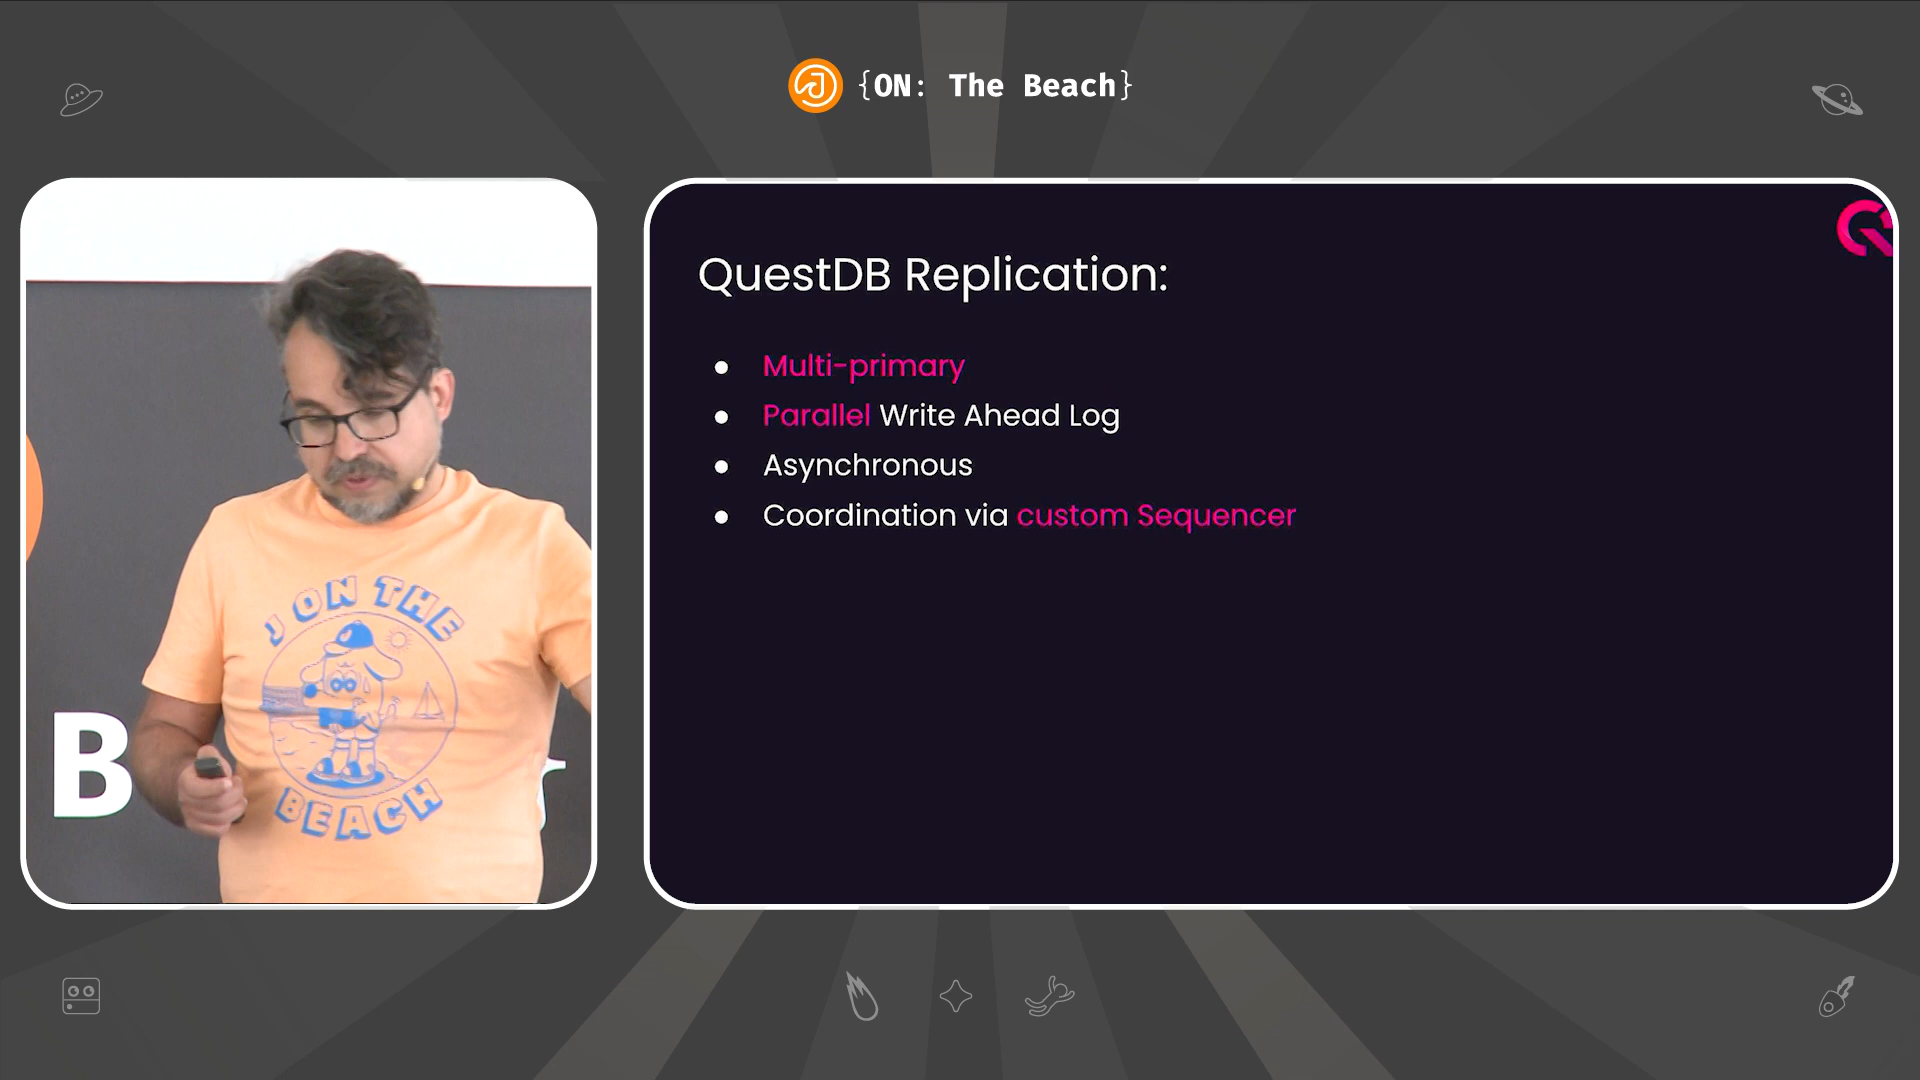 {ON: The Beach}
QuestDB Replication:
● Multi-primary
● Parallel Write Ahead Log
● Asynchronous
● Coordination via custom Sequencer
J ON THE
BEACH
B